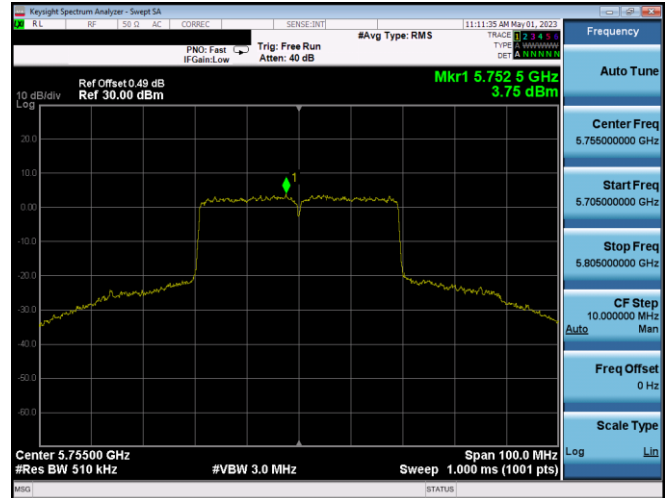 Keysight Spectrum Analyzer - Swept SA
RL RF 50 Ω AC CORREC SENSE:INT 11:11:35 AM May 01, 2023
#Avg Type: RMS TRACE 1 2 3 4 5 6
PNO: Fast Trig: Free Run TYPE A WWWWW
IFGain:Low Atten: 40 dB DET A N N N N N
Mkr1 5.752 5 GHz
Ref Offset 0.49 dB
10 dB/div Ref 30.00 dBm 3.75 dBm
Log
20.0
10.0
1
0.00
-10.0
-20.0
-30.0
-40.0
-50.0
-60.0
Center 5.75500 GHz Span 100.0 MHz
#Res BW 510 kHz #VBW 3.0 MHz Sweep 1.000 ms (1001 pts)
MSG STATUS
Frequency
Auto Tune
Center Freq
5.755000000 GHz
Start Freq
5.705000000 GHz
Stop Freq
5.805000000 GHz
CF Step
10.000000 MHz
Auto Man
Freq Offset
0 Hz
Scale Type
Log Lin